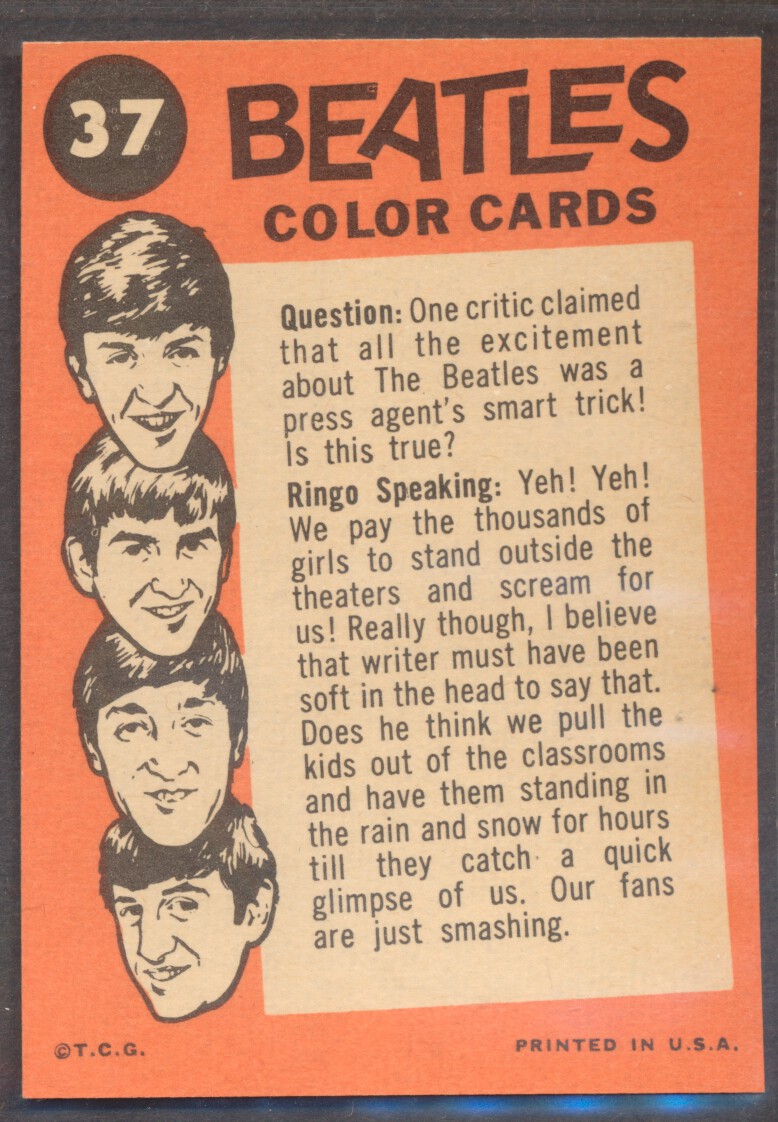 37
BEATLES
COLOR CARDS
Question: One critic claimed
that all the excitement
about The Beatles was a
press agent's smart trick!
Is this true?
Ringo Speaking: Yeh! Yeh!
We pay the thousands of
girls to stand outside the
theaters and scream for
us! Really though, I believe
that writer must have been
soft in the head to say that.
Does he think we pull the
kids out of the classrooms
and have them standing in
the rain and snow for hours
till they catch a quick
glimpse of us. Our fans
are just smashing.
©T.C.G.
PRINTED IN U.S.A.